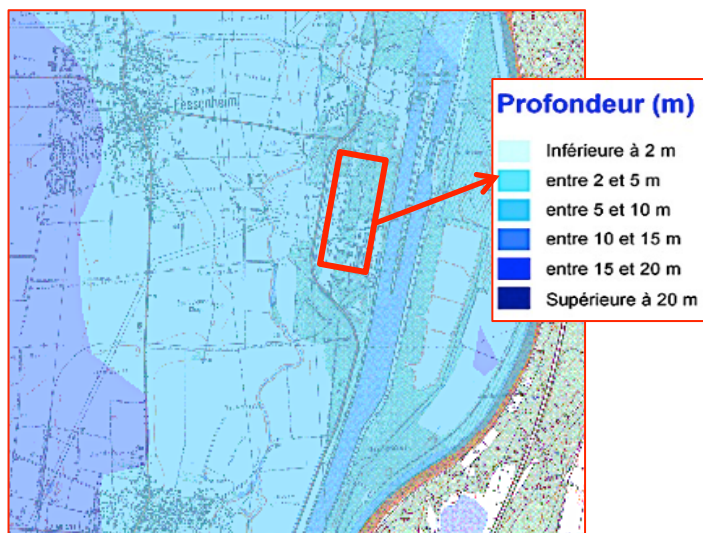 Fessenheim
Profondeur (m)
Inférieure à 2 m
entre 2 et 5 m
entre 5 et 10 m
entre 10 et 15 m
entre 15 et 20 m
Supérieure à 20 m